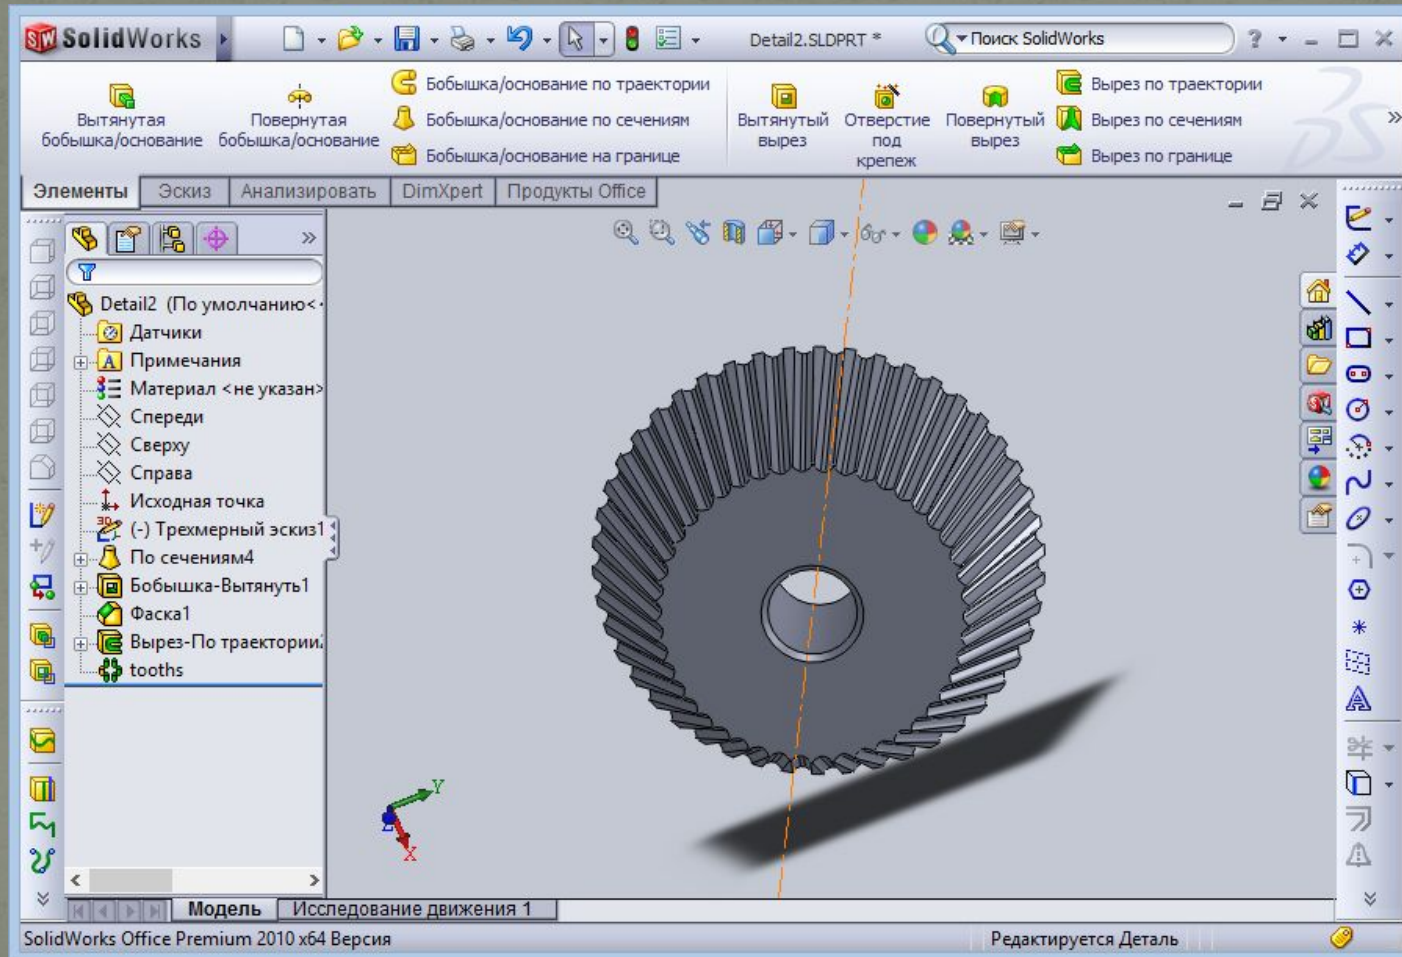 SolidWorks
Detail2.SLDPRT *
Поиск SolidWorks
Вытянутая
бобышка/основание
Повернутая
бобышка/основание
Бобышка/основание по траектории
Бобышка/основание по сечениям
Бобышка/основание на границе
Вытянутый
вырез
Отверстие
под
крепеж
Повернутый
вырез
Вырез по траектории
Вырез по сечениям
Вырез по границе
Элементы
Эскиз
Анализировать
DimXpert
Продукты Office
Detail2 (По умолчанию<
Датчики
Примечания
Материал <не указан>
Спереди
Сверху
Справа
Исходная точка
(-) Трехмерный эскиз1
По сечениям4
Бобышка-Вытянуть1
Фаска1
Вырез-По траектории
tooths
Y
Z
X
Модель
Исследование движения 1
SolidWorks Office Premium 2010 x64 Версия
Редактируется Деталь